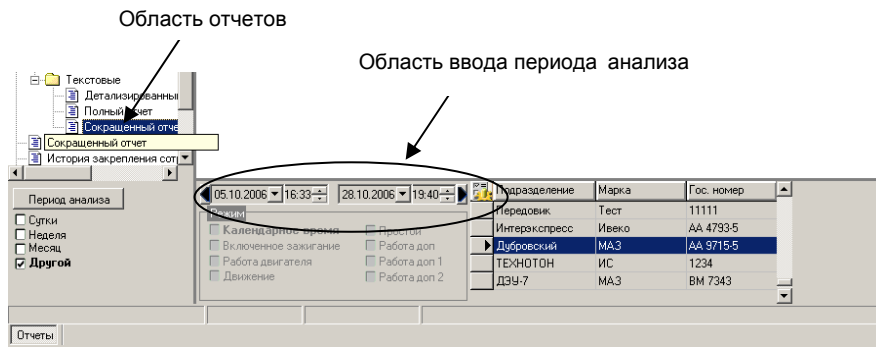 Область отчетов
Область ввода периода анализа
Текстовые
Детализированны
Полный отчет
Сокращенный отче
Сокращенный отчет
История закрепления сот
Период анализа
Сутки
Неделя
Месяц
Другой
05.10.2006 16:33 28.10.2006 19:40
Режим
Календарное время Простой
Включенное зажигание Работа доп
Работа двигателя Работа доп 1
Движение Работа доп 2
Подразделение Марка Гос. номер
Передовик Тест 11111
Интерэкспресс Ивеко АА 4793-5
Дубровский МАЗ АА 9715-5
ТЕХНОТОН ИС 1234
ДЭУ-7 МАЗ ВМ 7343
Отчеты